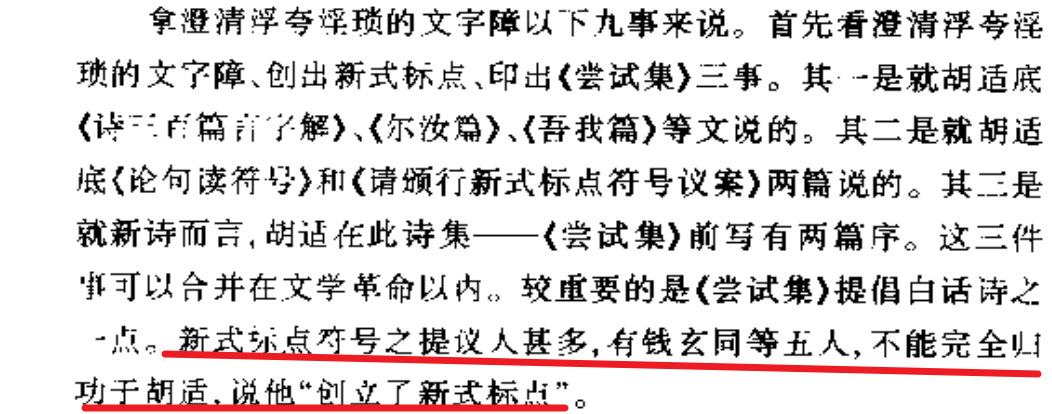 拿澄清浮夸淫琐的文字障以下九事来说。首先看澄清浮夸淫
琐的文字障、创出新式标点、印出《尝试集》三事。其一是就胡适底
《诗三百篇言字解》、《尔汝篇》、《吾我篇》等文说的。其二是就胡适
底《论句读符号》和《请颁行新式标点符号议案》两篇说的。其三是
就新诗而言,胡适在此诗集——《尝试集》前写有两篇序。这三件
事可以合并在文学革命以内。较重要的是《尝试集》提倡白话诗之
一点。新式标点符号之提议人甚多,有钱玄同等五人,不能完全归
功于胡适,说他“创立了新式标点”。